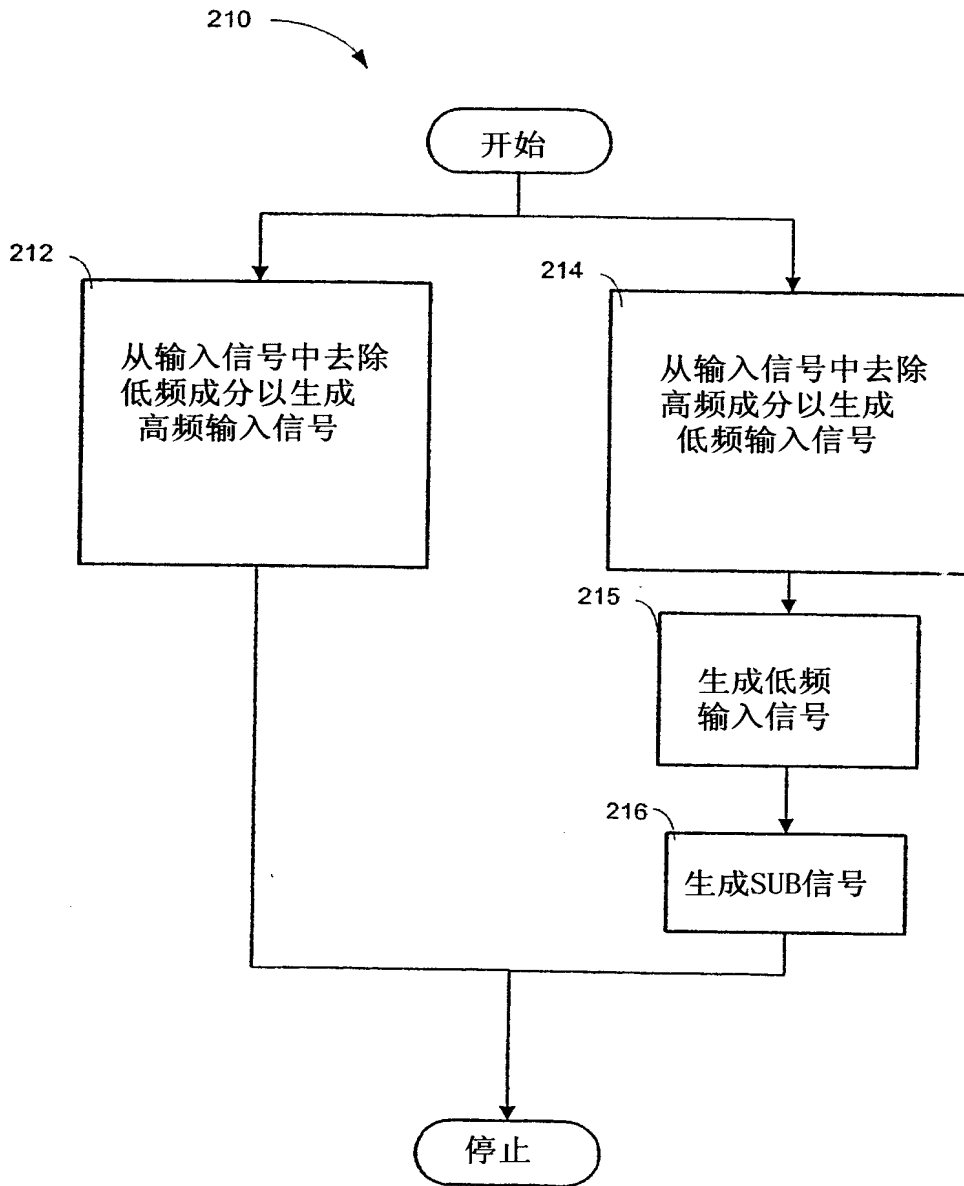 210
开始
212
从输入信号中去除
低频成分以生成
高频输入信号
214
从输入信号中去除
高频成分以生成
低频输入信号
215
生成低频
输入信号
216
生成SUB信号
停止